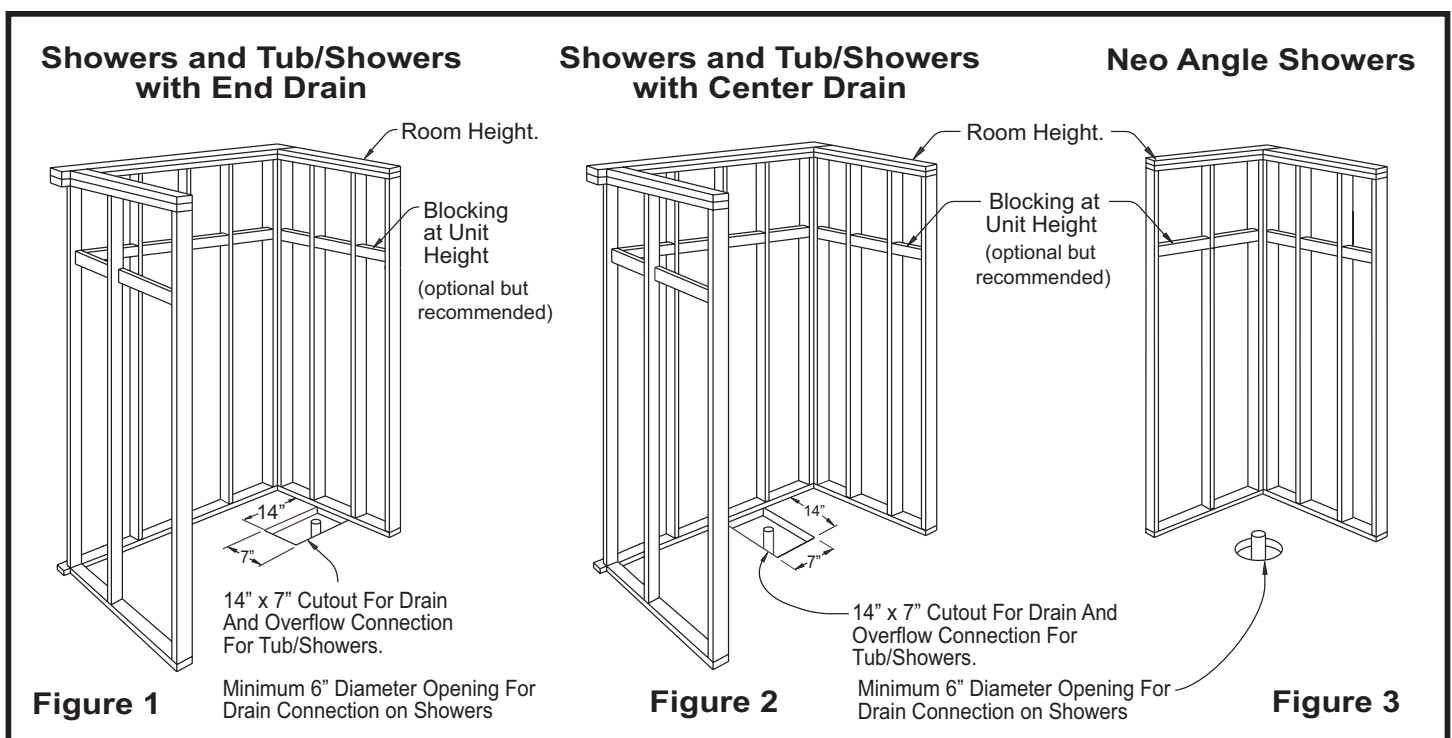 Showers and Tub/Showers
with End Drain
Room Height.
Blocking
at Unit
Height
(optional but
recommended)
14”
7”
14” x 7” Cutout For Drain
And Overflow Connection
For Tub/Showers.
Minimum 6” Diameter Opening For
Drain Connection on Showers
Figure 1
Showers and Tub/Showers
with Center Drain
Room Height.
Blocking at
Unit Height
(optional but
recommended)
14”
7”
14” x 7” Cutout For Drain And
Overflow Connection For
Tub/Showers.
Minimum 6” Diameter Opening For
Drain Connection on Showers
Figure 2
Neo Angle Showers
Figure 3